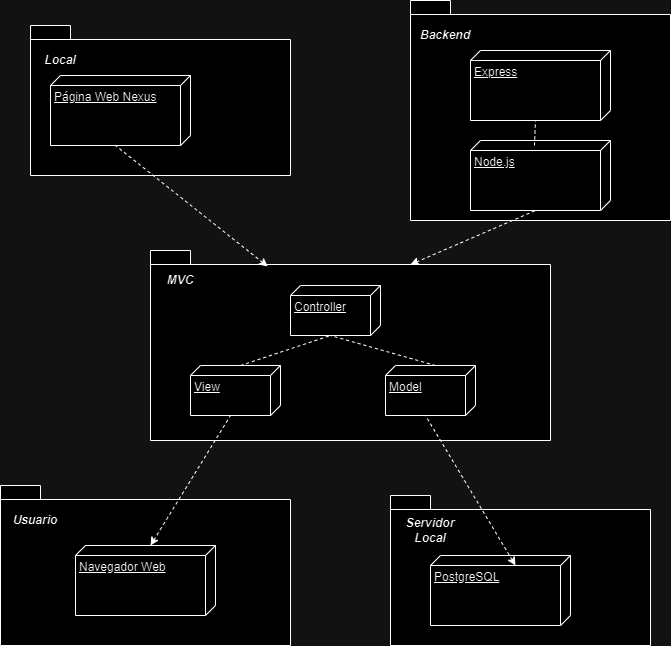 Local
Página Web Nexus
Backend
Express
Node.js
MVC
Controller
View
Model
Usuario
Navegador Web
Servidor
Local
PostgreSQL